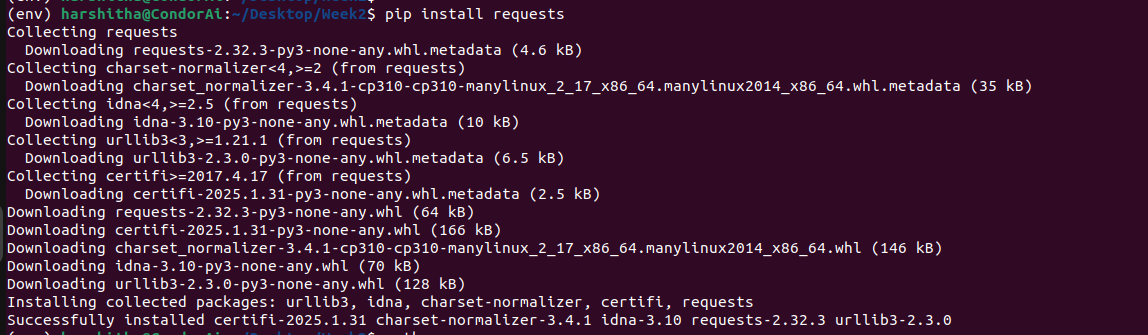 (env) harshitha@CondorAi:~/Desktop/Week2$
(env) harshitha@CondorAi:~/Desktop/Week2$ pip install requests
Collecting requests
  Downloading requests-2.32.3-py3-none-any.whl.metadata (4.6 kB)
Collecting charset-normalizer<4,>=2 (from requests)
  Downloading charset_normalizer-3.4.1-cp310-cp310-manylinux_2_17_x86_64.manylinux2014_x86_64.whl.metadata (35 kB)
Collecting idna<4,>=2.5 (from requests)
  Downloading idna-3.10-py3-none-any.whl.metadata (10 kB)
Collecting urllib3<3,>=1.21.1 (from requests)
  Downloading urllib3-2.3.0-py3-none-any.whl.metadata (6.5 kB)
Collecting certifi>=2017.4.17 (from requests)
  Downloading certifi-2025.1.31-py3-none-any.whl.metadata (2.5 kB)
Downloading requests-2.32.3-py3-none-any.whl (64 kB)
Downloading certifi-2025.1.31-py3-none-any.whl (166 kB)
Downloading charset_normalizer-3.4.1-cp310-cp310-manylinux_2_17_x86_64.manylinux2014_x86_64.whl (146 kB)
Downloading idna-3.10-py3-none-any.whl (70 kB)
Downloading urllib3-2.3.0-py3-none-any.whl (128 kB)
Installing collected packages: urllib3, idna, charset-normalizer, certifi, requests
Successfully installed certifi-2025.1.31 charset-normalizer-3.4.1 idna-3.10 requests-2.32.3 urllib3-2.3.0